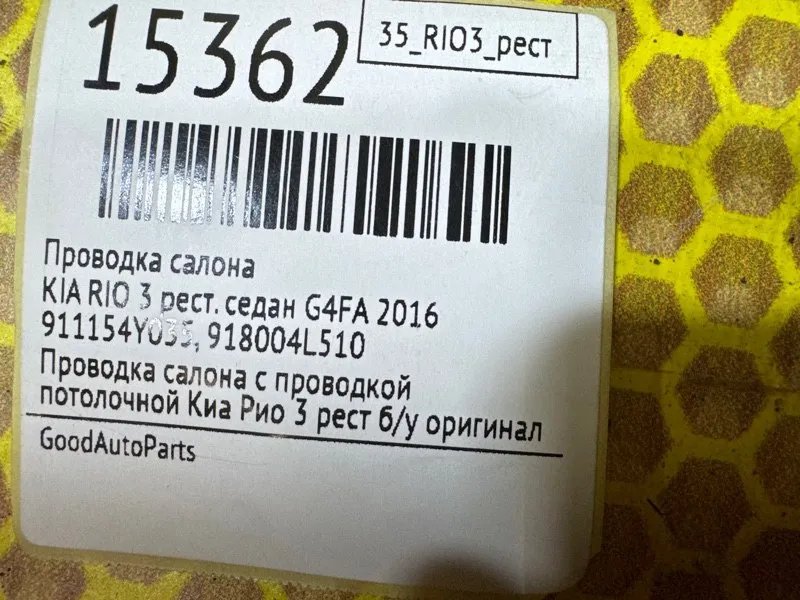 15362
35_RIO3_рест
Проводка салона
KIA RIO 3 рест. седан G4FA 2016
911154Y035, 918004L510
Проводка салона с проводкой
потолочной Киа Рио 3 рест б/у оригинал
GoodAutoParts